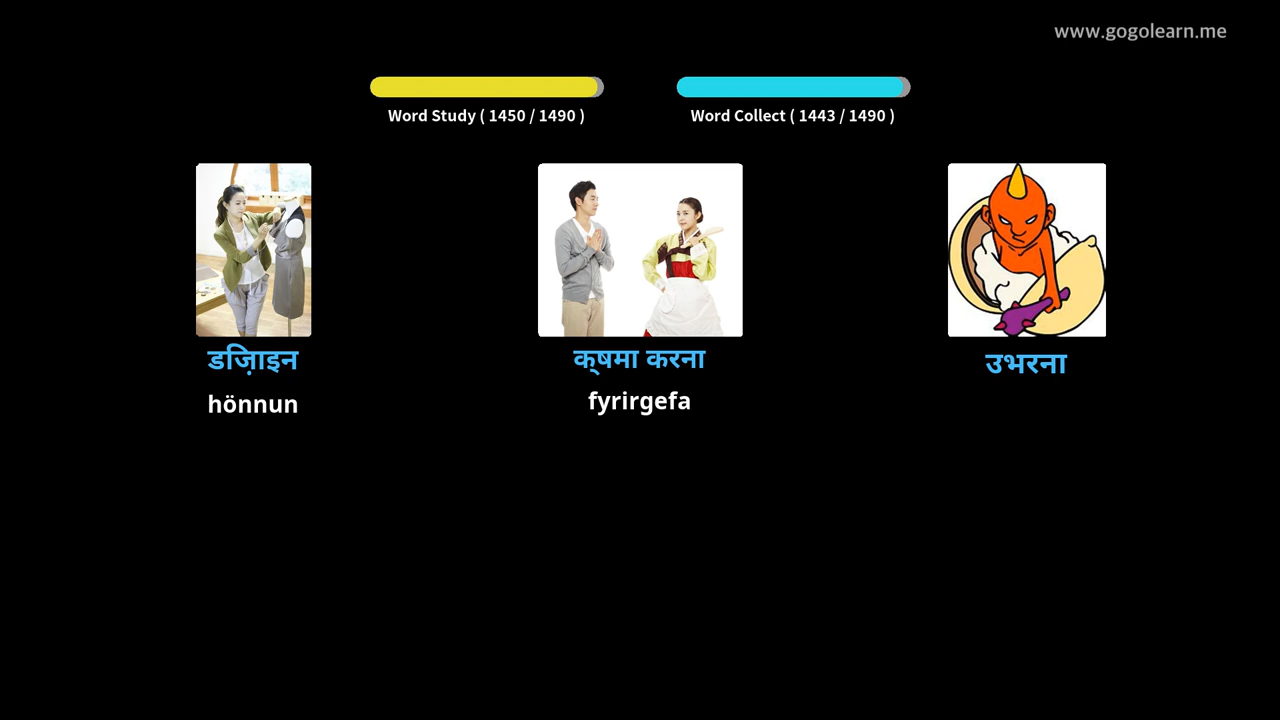 www.gogolearn.me
Word Study ( 1450 / 1490 )
Word Collect ( 1443 / 1490 )
डिज़ाइन
hönnun
क्षमा करना
fyrirgefa
उभरना